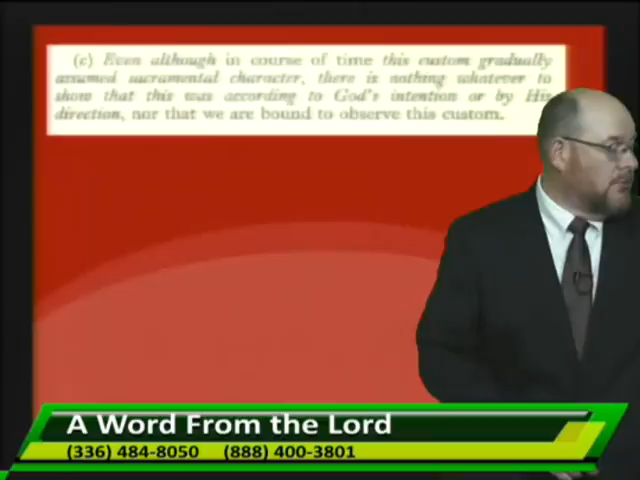 (c) Even although in course of time this custom gradually
assumed sacramental character, there is nothing whatever to
show that this was according to God's intention or by His
direction, nor that we are bound to observe this custom.
A Word From the Lord
(336) 484-8050 (888) 400-3801